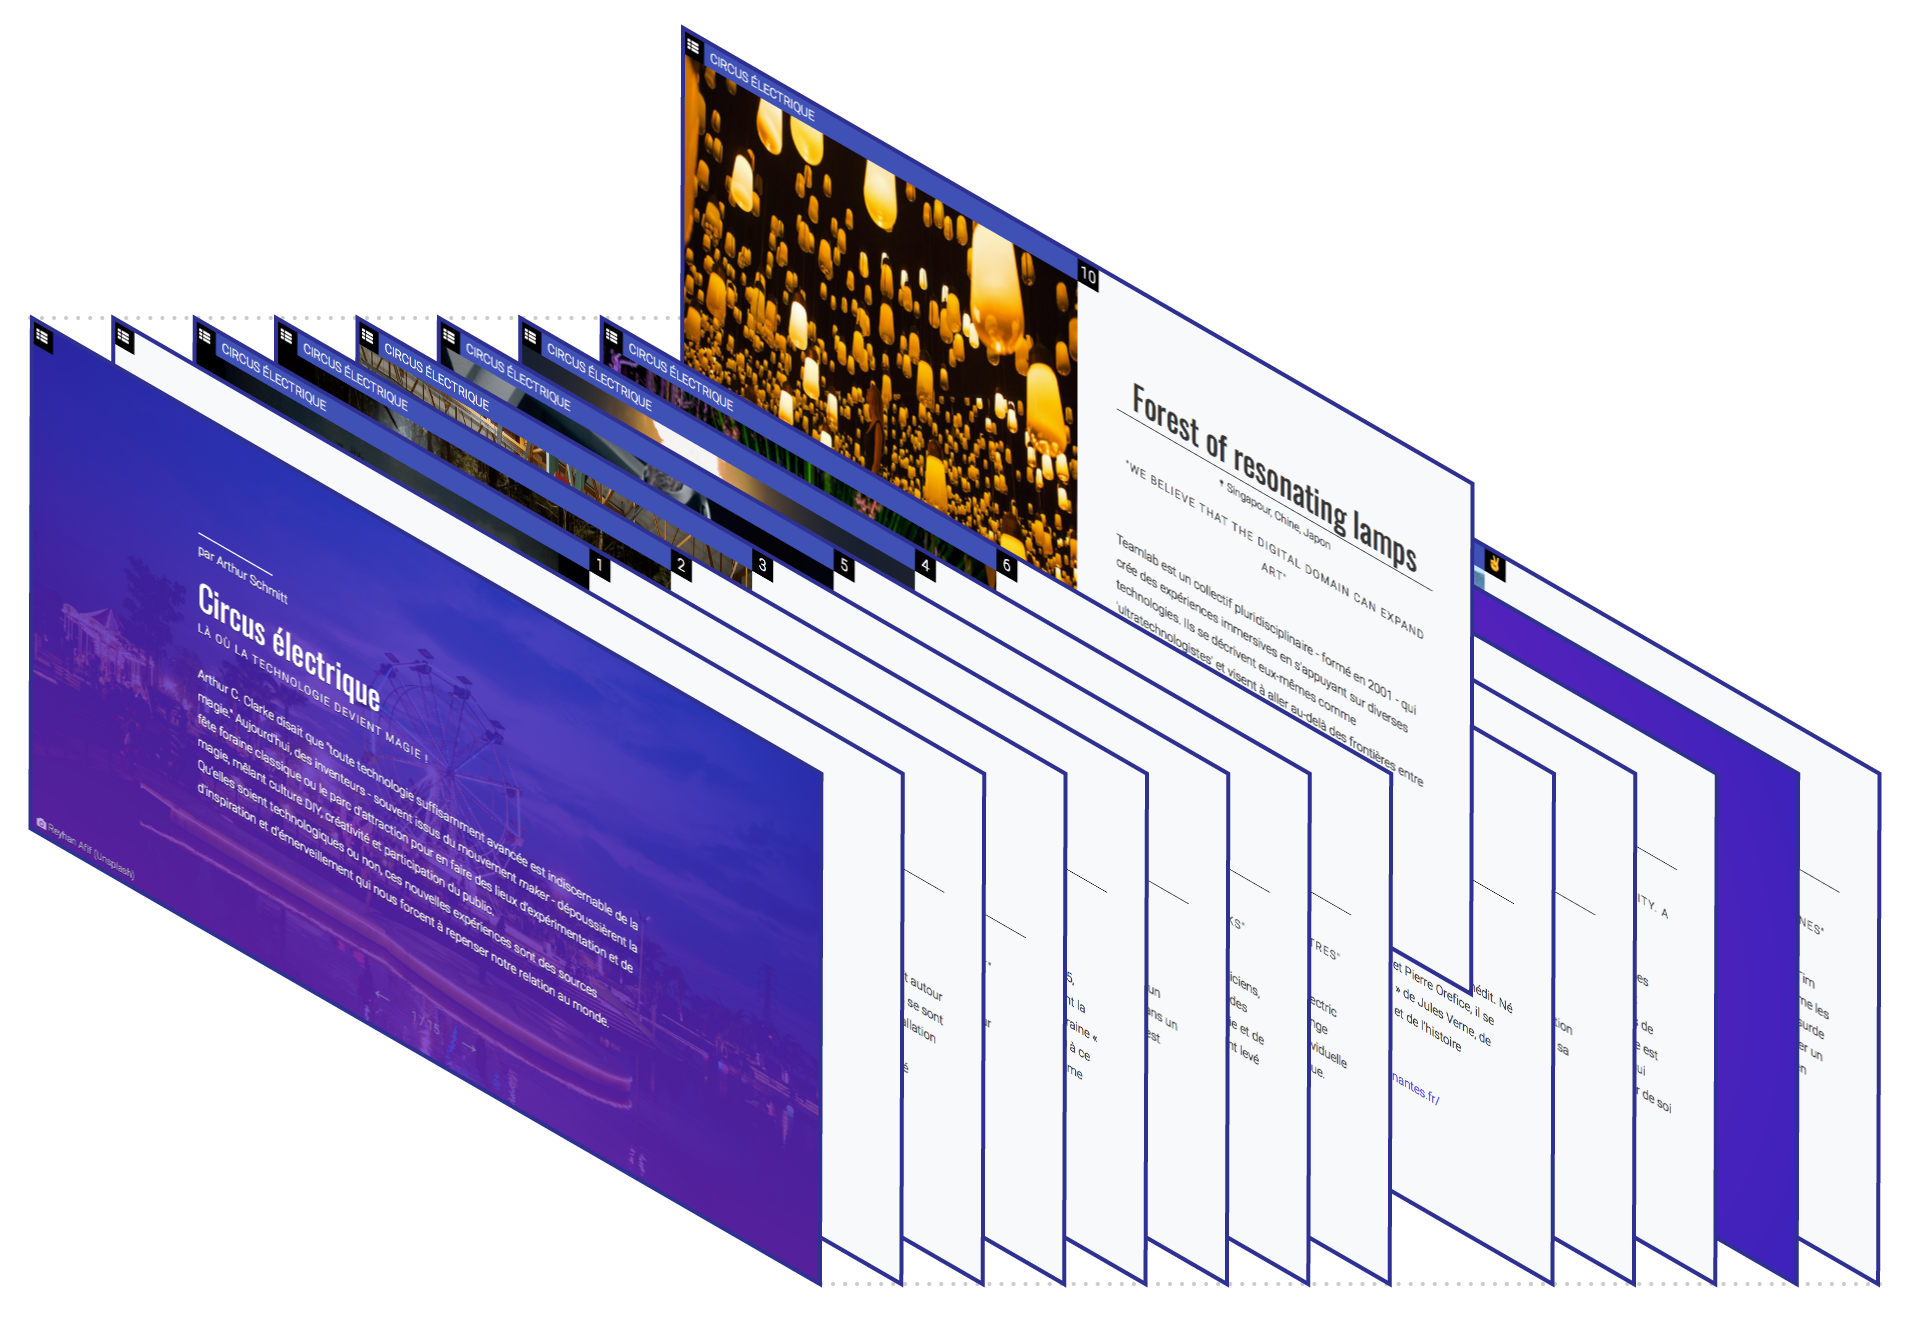 CIRCUS ÉLECTRIQUE
10
Forest of resonating lamps
Singapour, Chine, Japon
"WE BELIEVE THAT THE DIGITAL DOMAIN CAN EXPAND
ART"
Teamlab est un collectif pluridisciplinaire - formé en 2001 - qui
crée des expériences immersives en s'appuyant sur diverses
technologies. Ils se décrivent eux-mêmes comme
'ultratechnologistes' et visent à aller au-delà des frontières entre
CIRCUS ÉLECTRIQUE
CIRCUS ÉLECTRIQUE
CIRCUS ÉLECTRIQUE
CIRCUS ÉLECTRIQUE
CIRCUS ÉLECTRIQUE
CIRCUS ÉLECTRIQUE
1
2
3
5
4
6
par Arthur Schmitt
Circus électrique
LÀ OÙ LA TECHNOLOGIE DEVIENT MAGIE !
Arthur C. Clarke disait que "toute technologie suffisamment avancée est indiscernable de la
magie." Aujourd'hui, des inventeurs - souvent issus du mouvement maker - dépoussièrent la
fête foraine classique ou le parc d'attraction pour en faire des lieux d'expérimentation et de
magie, mêlant culture DIY, créativité et participation du public.
Qu'elles soient technologiques ou non, ces nouvelles expériences sont des sources
d'inspiration et d'émerveillement qui nous forcent à repenser notre relation au monde.
Reyhan Afif (Unsplash)
← 1 / 15 →
t autour
se sont
allation
é
ur
5,
nt la
raine «
à ce
me
un
ans un
est
KS"
iciens,
des
ie et de
nt levé
TRES"
ectric
nge
viduelle
ue.
et Pierre Orefice, il se
nédit. Né
» de Jules Verne, de
et de l'histoire
nantes.fr/
tion
sa
ITY. A
es
de
est
ui
r de soi
NES"
Tim
ne les
surde
er un
en